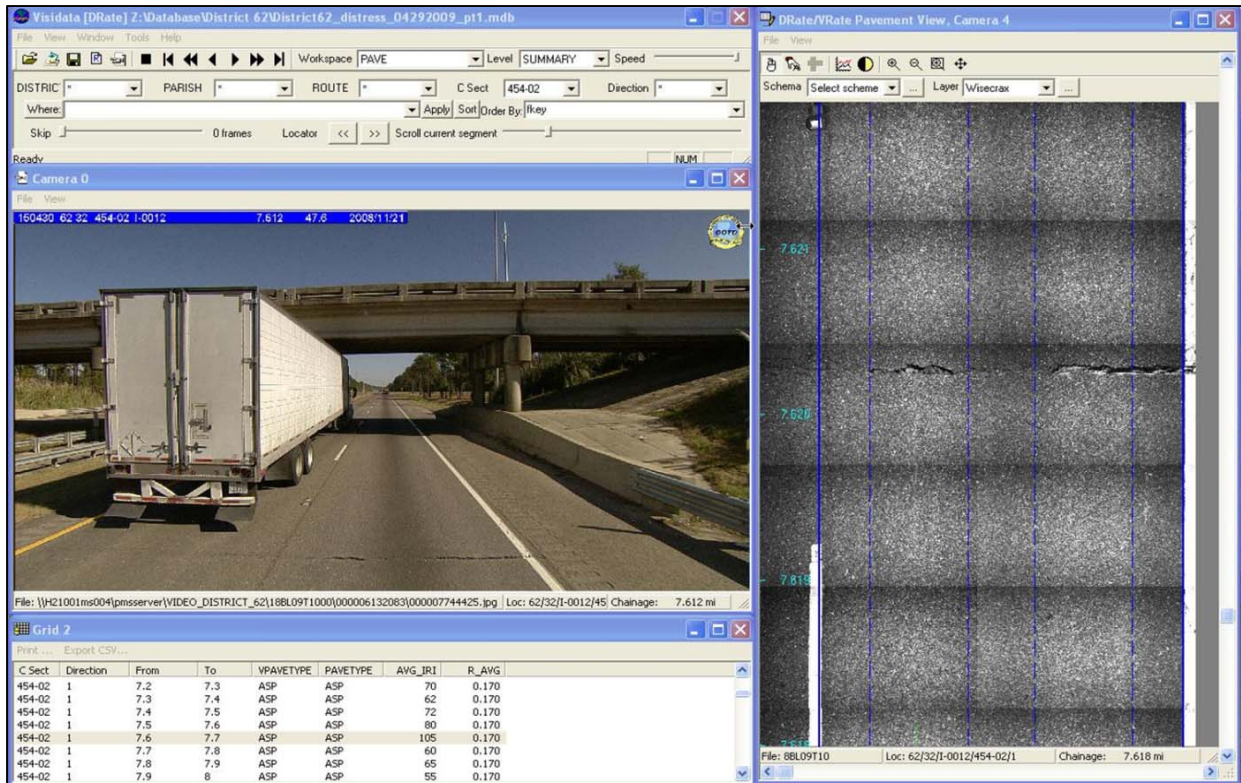 Visidata [DRate] Z:\Database\District 62\District62_distress_04292009_pt1.mdb
File View Window Tools Help
Workspace PAVE Level SUMMARY Speed
DISTRIC * PARISH * ROUTE * C Sect 454-02 Direction *
Where: Apply Sort Order By: fkey
Skip 0 frames Locator << >> Scroll current segment
Ready NUM
Camera 0
File View
160430 62 32 454-02 I-0012 7.612 47.6 2008/11/21
DOTD
File: \\H21001ms004\pmsserver\VIDEO_DISTRICT_62\18BL09T1000\000006132083\000007744425.jpg Loc: 62/32/I-0012/45 Chainage: 7.612 mi
Grid 2
Print ... Export CSV...
C Sect Direction From To VPAVETYPE PAVETYPE AVG_IRI R_AVG
454-02 1 7.2 7.3 ASP ASP 70 0.170
454-02 1 7.3 7.4 ASP ASP 62 0.170
454-02 1 7.4 7.5 ASP ASP 72 0.170
454-02 1 7.5 7.6 ASP ASP 80 0.170
454-02 1 7.6 7.7 ASP ASP 105 0.170
454-02 1 7.7 7.8 ASP ASP 60 0.170
454-02 1 7.8 7.9 ASP ASP 65 0.170
454-02 1 7.9 8 ASP ASP 55 0.170
DRate/VRate Pavement View, Camera 4
File View
Schema Select scheme ... Layer Wisecrax ...
7.621
7.620
7.619
7.618
File: 8BL09T10 Loc: 62/32/I-0012/454-02/1 Chainage: 7.618 mi